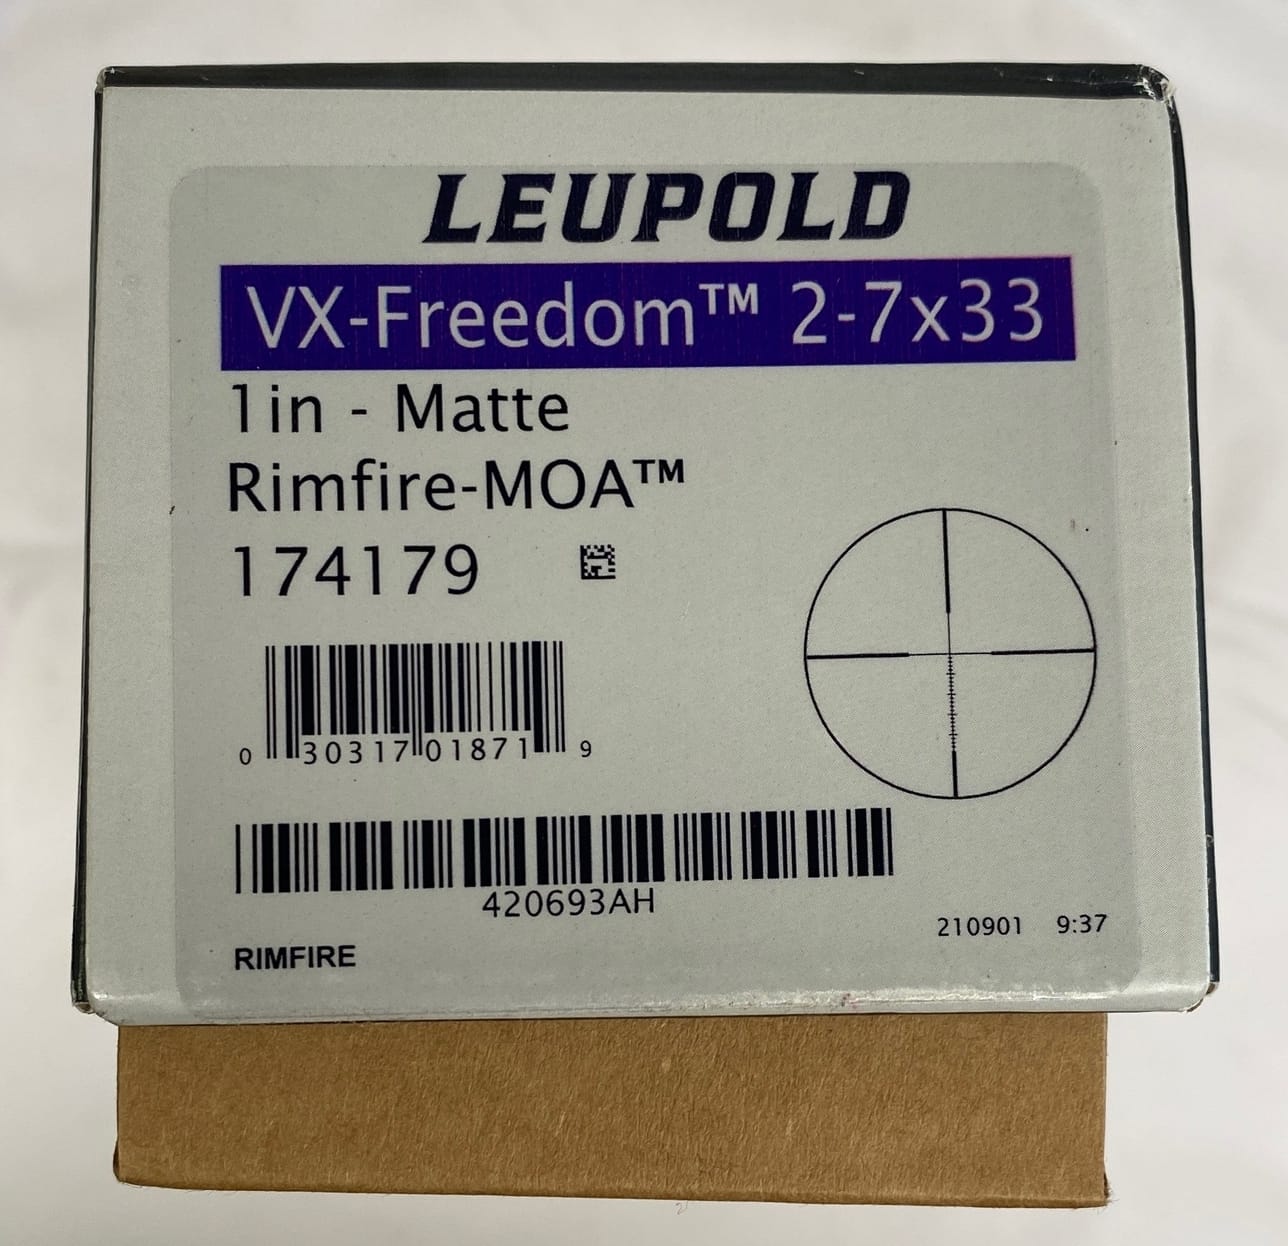 LEUPOLD
VX-Freedom™ 2-7x33
1in - Matte
Rimfire-MOA™
174179
0 30317 01871 9
420693AH
210901 9:37
RIMFIRE